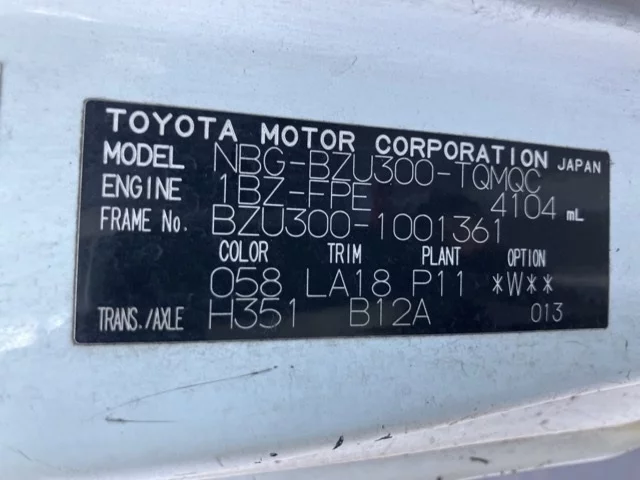 TOYOTA MOTOR CORPORATION JAPAN
MODEL NBG-BZU300-TQMQC
ENGINE 1BZ-FPE 4104 mL
FRAME No. BZU300-1001361
COLOR TRIM PLANT OPTION
058 LA18 P11 *W**
TRANS./AXLE H351 B12A 013